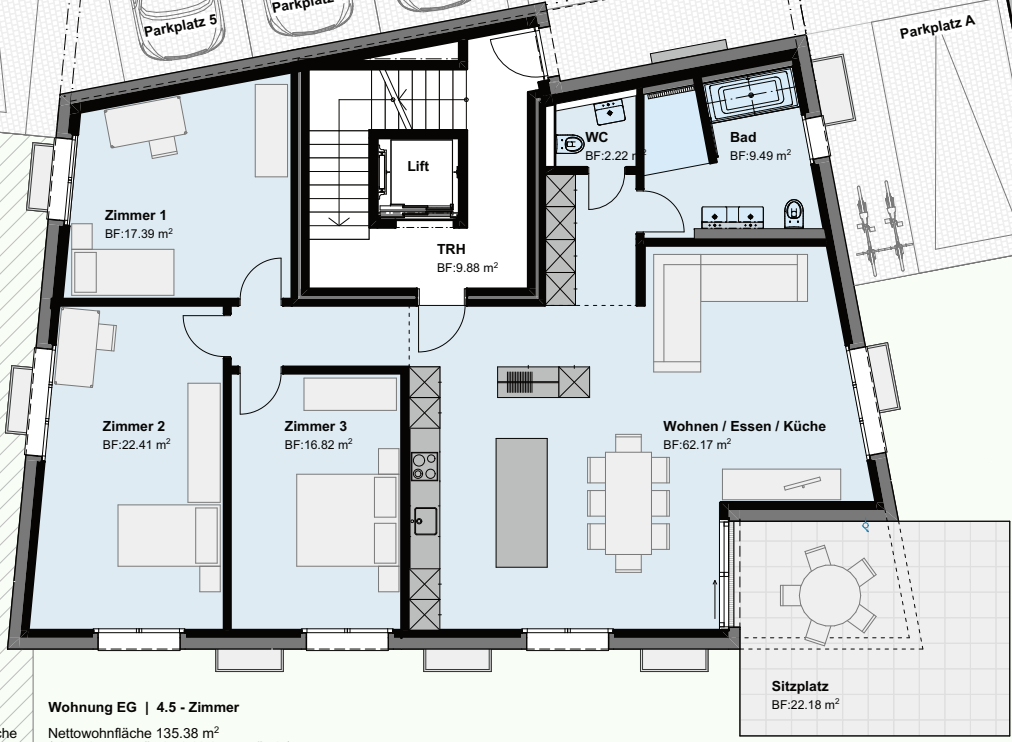 Parkplatz 5
Parkplatz
Parkplatz A
WC
BF:2.22 m²
Bad
BF:9.49 m²
Lift
Zimmer 1
BF:17.39 m²
TRH
BF:9.88 m²
Zimmer 2
BF:22.41 m²
Zimmer 3
BF:16.82 m²
Wohnen / Essen / Küche
BF:62.17 m²
Sitzplatz
BF:22.18 m²
Wohnung EG | 4.5 - Zimmer
che
Nettowohnfläche 135.38 m²